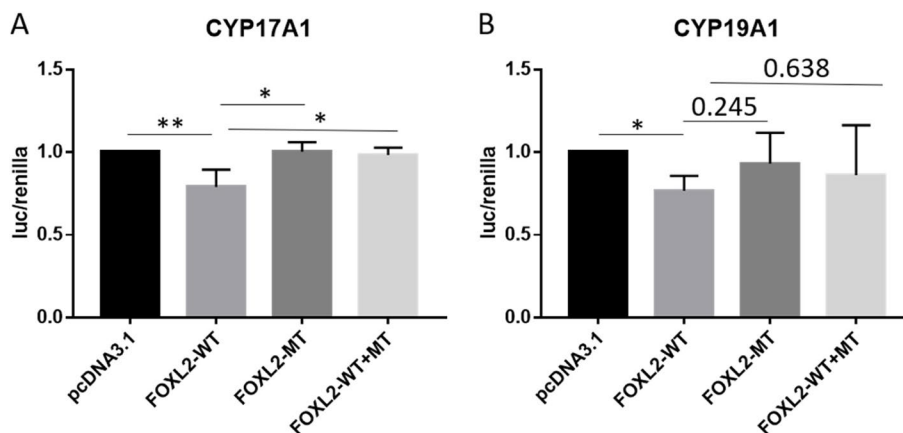 A
CYP17A1
luc/renilla
1.5
1.0
0.5
0.0
**
*
*
pcDNA3.1
FOXL2-WT
FOXL2-MT
FOXL2-WT+MT
B
CYP19A1
luc/renilla
1.5
1.0
0.5
0.0
0.638
0.245
*
pcDNA3.1
FOXL2-WT
FOXL2-MT
FOXL2-WT+MT